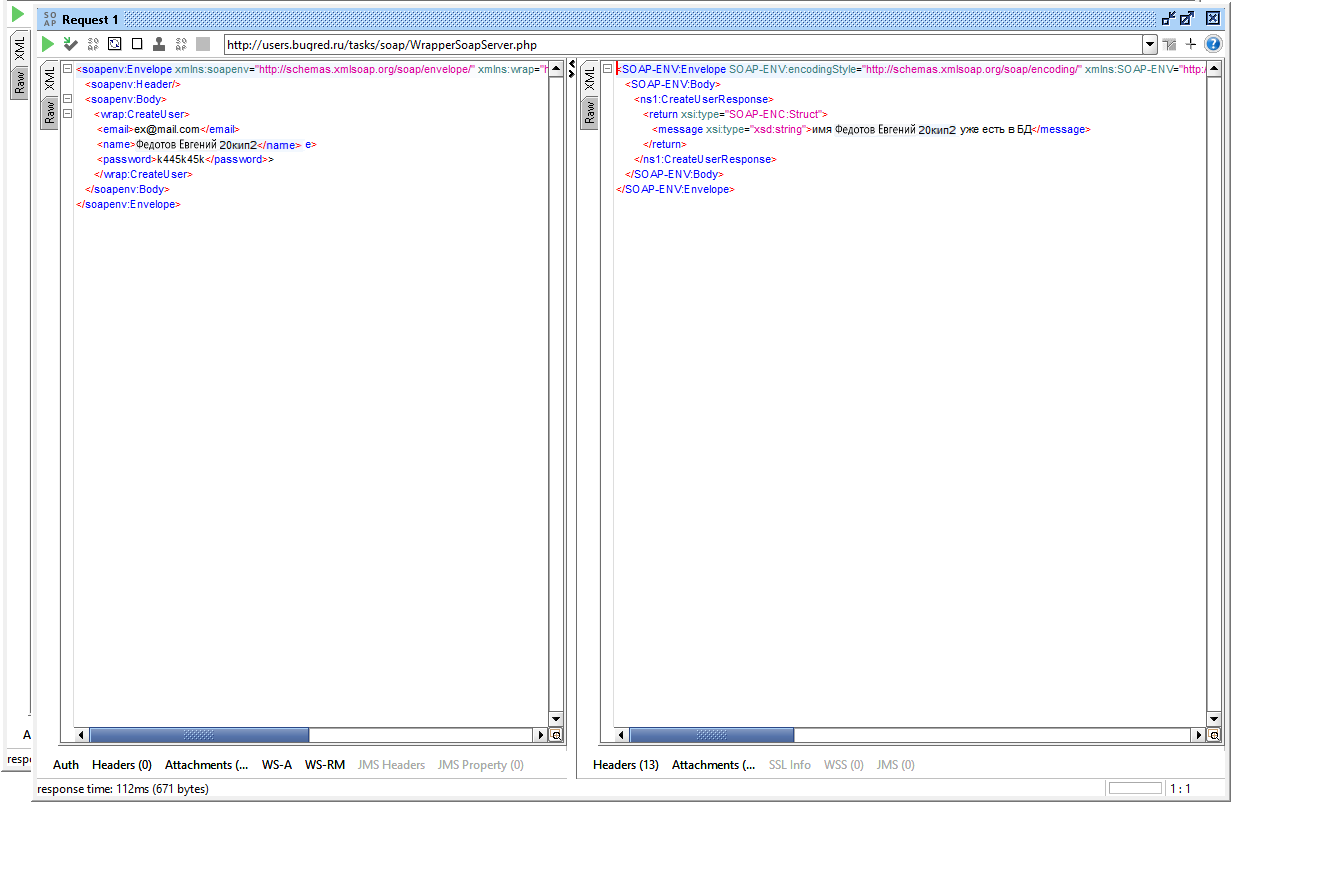 SO
AP
Request 1
http://users.bugred.ru/tasks/soap/WrapperSoapServer.php
XML
Raw
XML
Raw
<soapenv:Envelope xmlns:soapenv="http://schemas.xmlsoap.org/soap/envelope/" xmlns:wrap="h
<soapenv:Header/>
<soapenv:Body>
<wrap:CreateUser>
<email>ex@mail.com</email>
<name>Федотов Евгений 20кип2</name> e>
<password>k445k45k</password>>
</wrap:CreateUser>
</soapenv:Body>
</soapenv:Envelope>
XML
Raw
<SOAP-ENV:Envelope SOAP-ENV:encodingStyle="http://schemas.xmlsoap.org/soap/encoding/" xmlns:SOAP-ENV="http:/
<SOAP-ENV:Body>
<ns1:CreateUserResponse>
<return xsi:type="SOAP-ENC:Struct">
<message xsi:type="xsd:string">имя Федотов Евгений 20кип2 уже есть в БД</message>
</return>
</ns1:CreateUserResponse>
</SOAP-ENV:Body>
</SOAP-ENV:Envelope>
A
resp
Auth Headers (0) Attachments (... WS-A WS-RM JMS Headers JMS Property (0)
Headers (13) Attachments (... SSL Info WSS (0) JMS (0)
response time: 112ms (671 bytes)
1 : 1